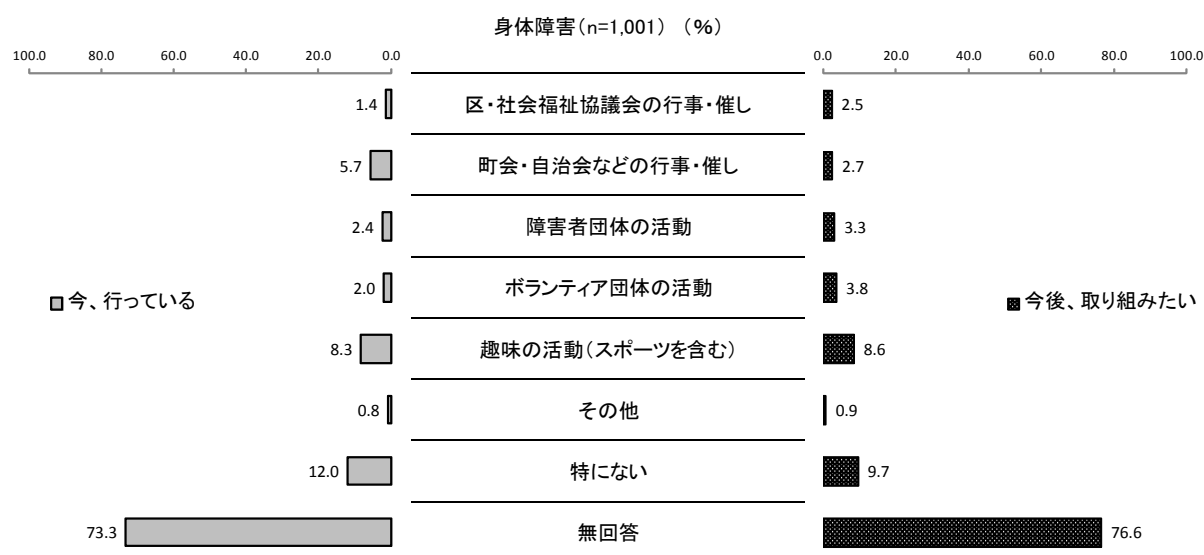 身体障害(n=1,001) (%)
100.0 80.0 60.0 40.0 20.0 0.0 0.0 20.0 40.0 60.0 80.0 100.0
1.4 区・社会福祉協議会の行事・催し 2.5
5.7 町会・自治会などの行事・催し 2.7
2.4 障害者団体の活動 3.3
2.0 ボランティア団体の活動 3.8
今、行っている 今後、取り組みたい
8.3 趣味の活動(スポーツを含む) 8.6
0.8 その他 0.9
12.0 特にない 9.7
73.3 無回答 76.6